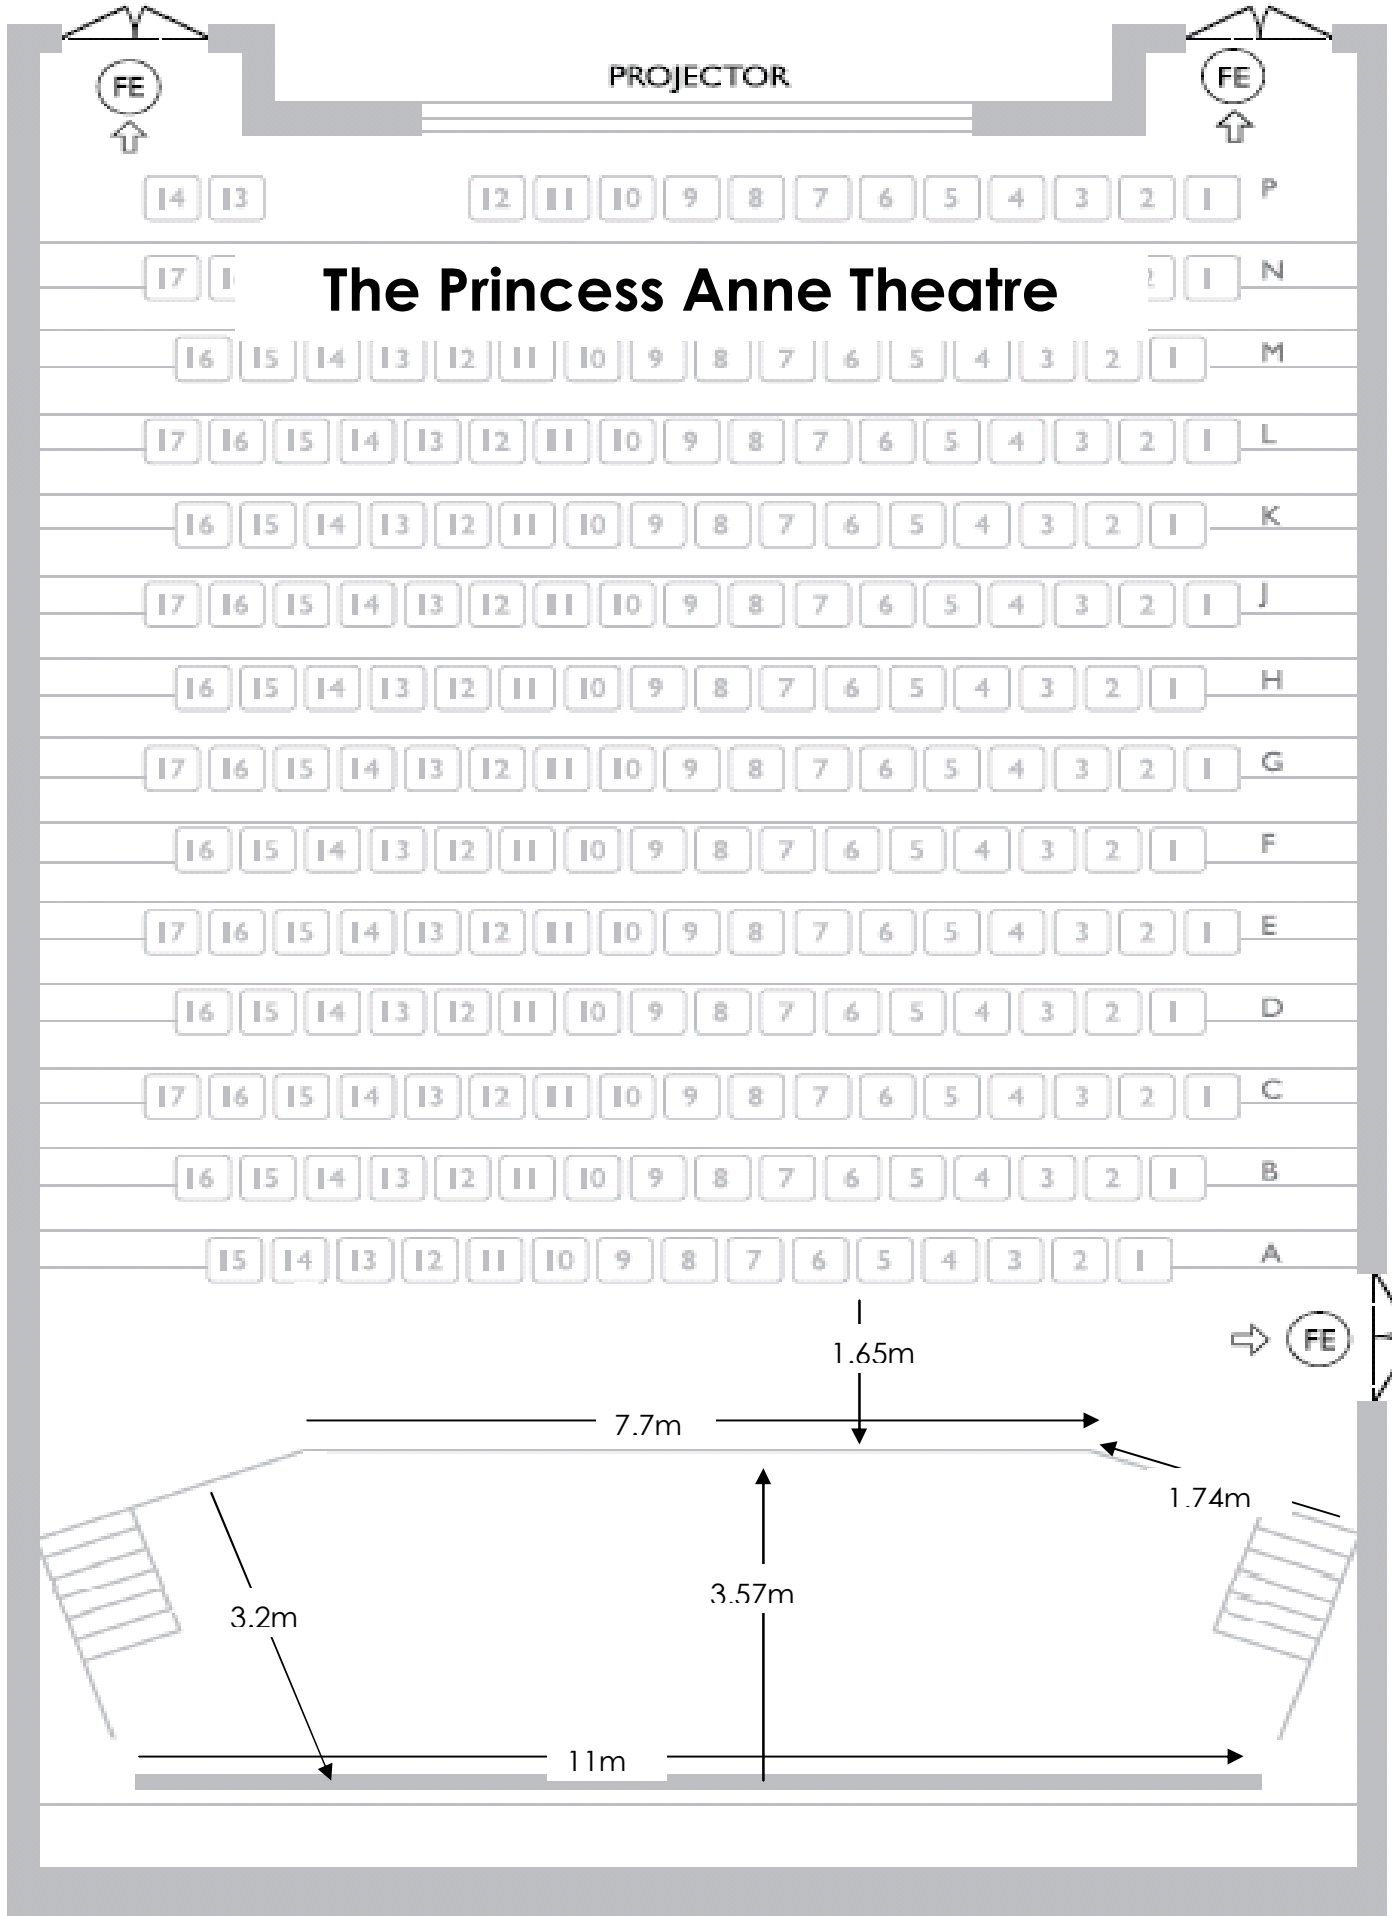 PROJECTOR
FE
FE
14 13 12 11 10 9 8 7 6 5 4 3 2 1 P
17 1 2 1 N
The Princess Anne Theatre
16 15 14 13 12 11 10 9 8 7 6 5 4 3 2 1 M
17 16 15 14 13 12 11 10 9 8 7 6 5 4 3 2 1 L
16 15 14 13 12 11 10 9 8 7 6 5 4 3 2 1 K
17 16 15 14 13 12 11 10 9 8 7 6 5 4 3 2 1 J
16 15 14 13 12 11 10 9 8 7 6 5 4 3 2 1 H
17 16 15 14 13 12 11 10 9 8 7 6 5 4 3 2 1 G
16 15 14 13 12 11 10 9 8 7 6 5 4 3 2 1 F
17 16 15 14 13 12 11 10 9 8 7 6 5 4 3 2 1 E
16 15 14 13 12 11 10 9 8 7 6 5 4 3 2 1 D
17 16 15 14 13 12 11 10 9 8 7 6 5 4 3 2 1 C
16 15 14 13 12 11 10 9 8 7 6 5 4 3 2 1 B
15 14 13 12 11 10 9 8 7 6 5 4 3 2 1 A
FE
1.65m
7.7m
1.74m
3.57m
3.2m
11m